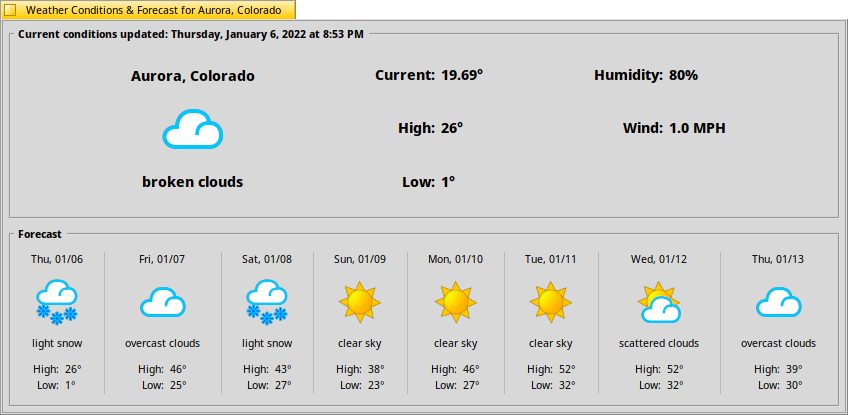 Weather Conditions & Forecast for Aurora, Colorado
Current conditions updated: Thursday, January 6, 2022 at 8:53 PM
Aurora, Colorado Current: 19.69° Humidity: 80%
High: 26° Wind: 1.0 MPH
broken clouds Low: 1°
Forecast
Thu, 01/06 Fri, 01/07 Sat, 01/08 Sun, 01/09 Mon, 01/10 Tue, 01/11 Wed, 01/12 Thu, 01/13
light snow overcast clouds light snow clear sky clear sky clear sky scattered clouds overcast clouds
High: 26° High: 46° High: 43° High: 38° High: 46° High: 52° High: 52° High: 39°
Low: 1° Low: 25° Low: 27° Low: 23° Low: 27° Low: 32° Low: 32° Low: 30°